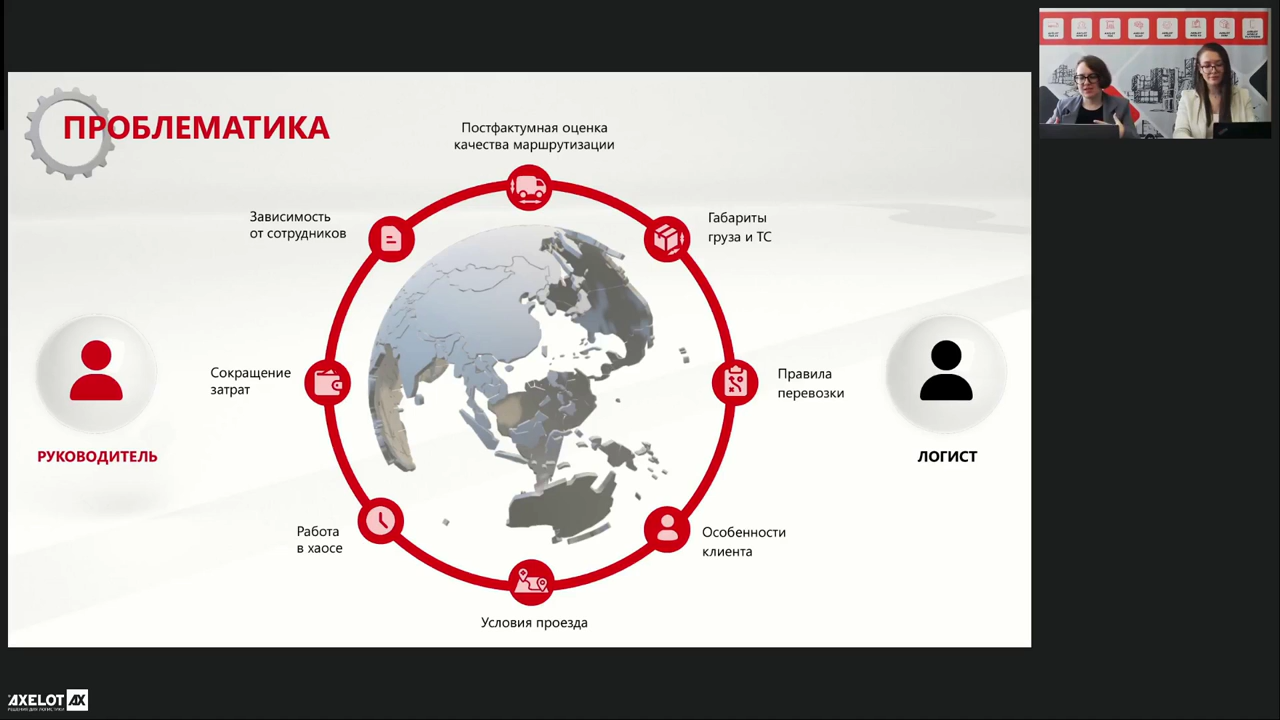 ПРОБЛЕМАТИКА
Постфактумная оценка
качества маршрутизации
Зависимость
от сотрудников
Габариты
груза и ТС
Сокращение
затрат
Правила
перевозки
РУКОВОДИТЕЛЬ
ЛОГИСТ
Работа
в хаосе
Особенности
клиента
Условия проезда
AXELOT AX